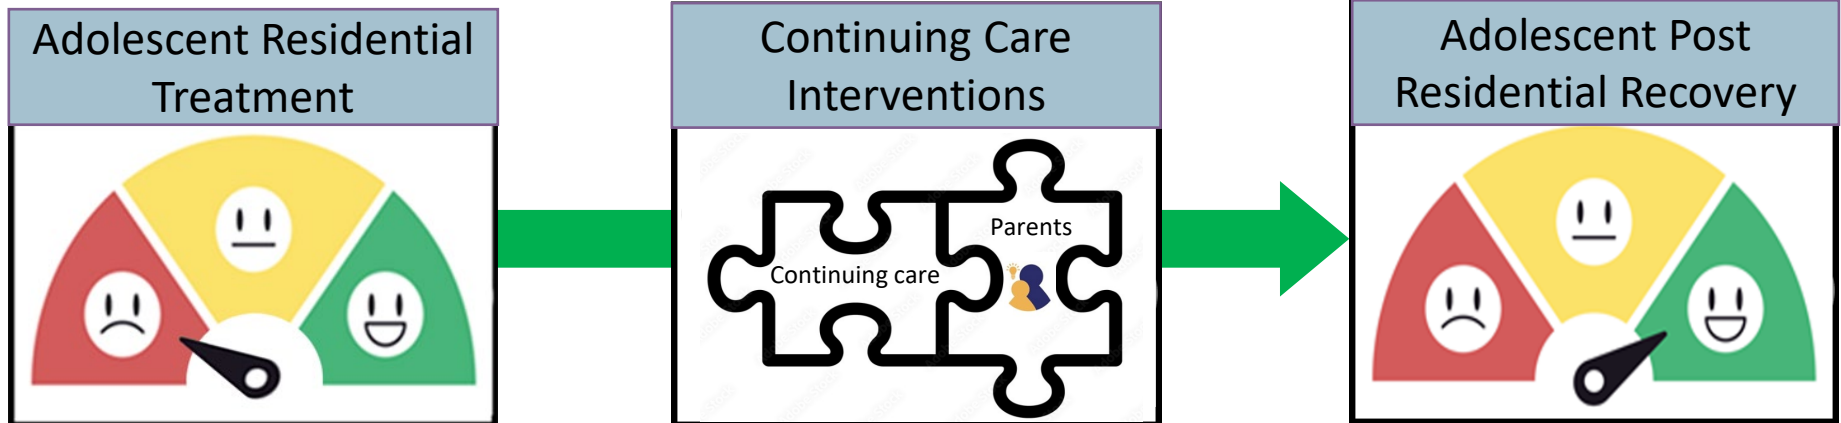 Adolescent Residential
Treatment
Continuing Care
Interventions
Parents
Continuing care
Adolescent Post
Residential Recovery